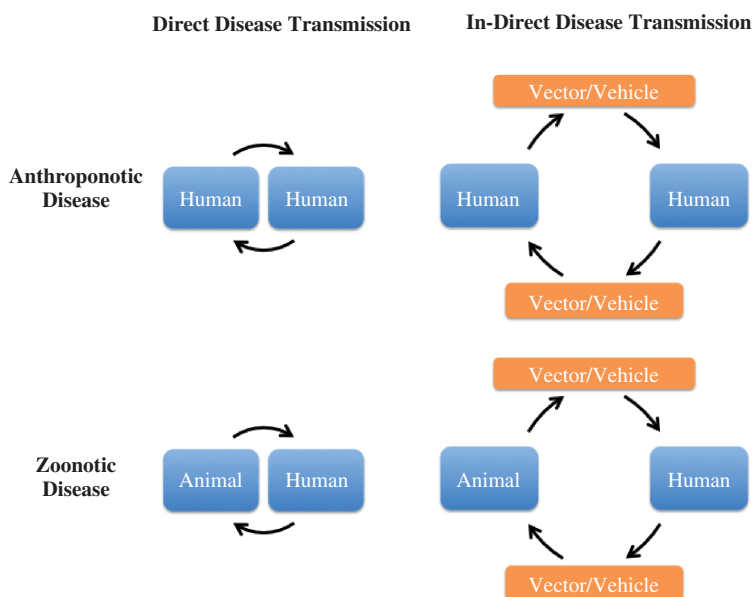 Direct Disease Transmission
In-Direct Disease Transmission
Vector/Vehicle
Anthroponotic
Disease
Human
Human
Human
Human
Vector/Vehicle
Vector/Vehicle
Zoonotic
Disease
Animal
Human
Animal
Human
Vector/Vehicle